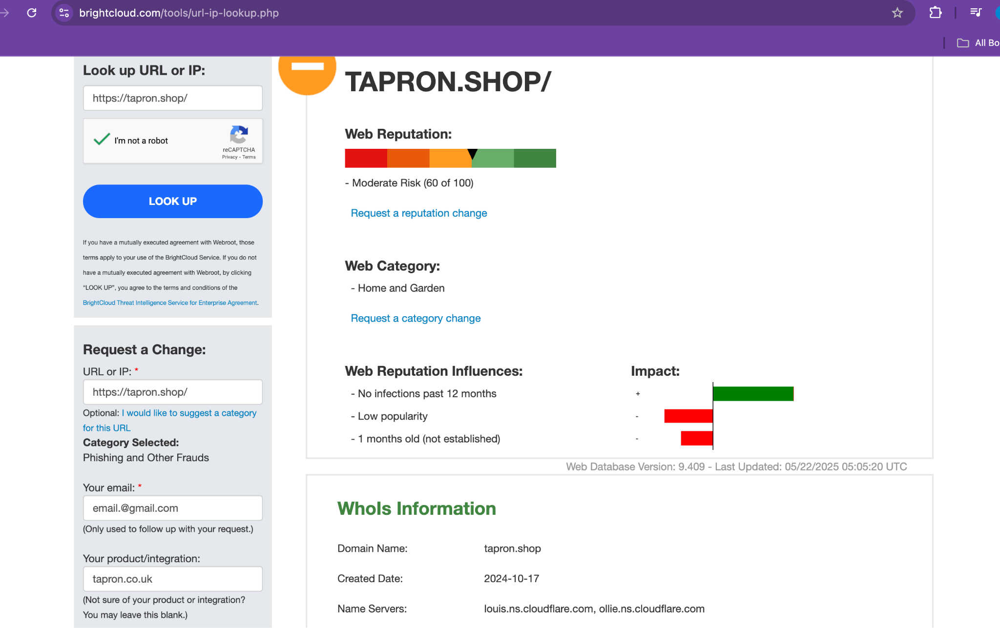 brightcloud.com/tools/url-ip-lookup.php
All Bo
Look up URL or IP:
https://tapron.shop/
I'm not a robot
reCAPTCHA
Privacy - Terms
LOOK UP
If you have a mutually executed agreement with Webroot, those
terms apply to your use of the BrightCloud Service. If you do not
have a mutually executed agreement with Webroot, by clicking
“LOOK UP”, you agree to the terms and conditions of the
BrightCloud Threat Intelligence Service for Enterprise Agreement.
Request a Change:
URL or IP: *
https://tapron.shop/
Optional: I would like to suggest a category
for this URL
Category Selected:
Phishing and Other Frauds
Your email: *
email.@gmail.com
(Only used to follow up with your request.)
Your product/integration:
tapron.co.uk
(Not sure of your product or integration?
You may leave this blank.)
TAPRON.SHOP/
Web Reputation:
- Moderate Risk (60 of 100)
Request a reputation change
Web Category:
- Home and Garden
Request a category change
Web Reputation Influences: Impact:
- No infections past 12 months +
- Low popularity -
- 1 months old (not established) -
Web Database Version: 9.409 - Last Updated: 05/22/2025 05:05:20 UTC
WhoIs Information
Domain Name: tapron.shop
Created Date: 2024-10-17
Name Servers: louis.ns.cloudflare.com, ollie.ns.cloudflare.com